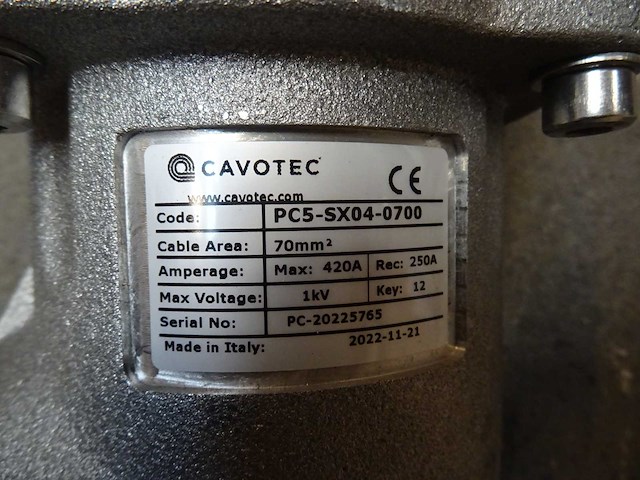 CAVOTEC
CE
www.cavotec.com
Code: PC5-SX04-0700
Cable Area: 70mm²
Amperage: Max: 420A Rec: 250A
Max Voltage: 1kV Key: 12
Serial No: PC-20225765
Made in Italy: 2022-11-21